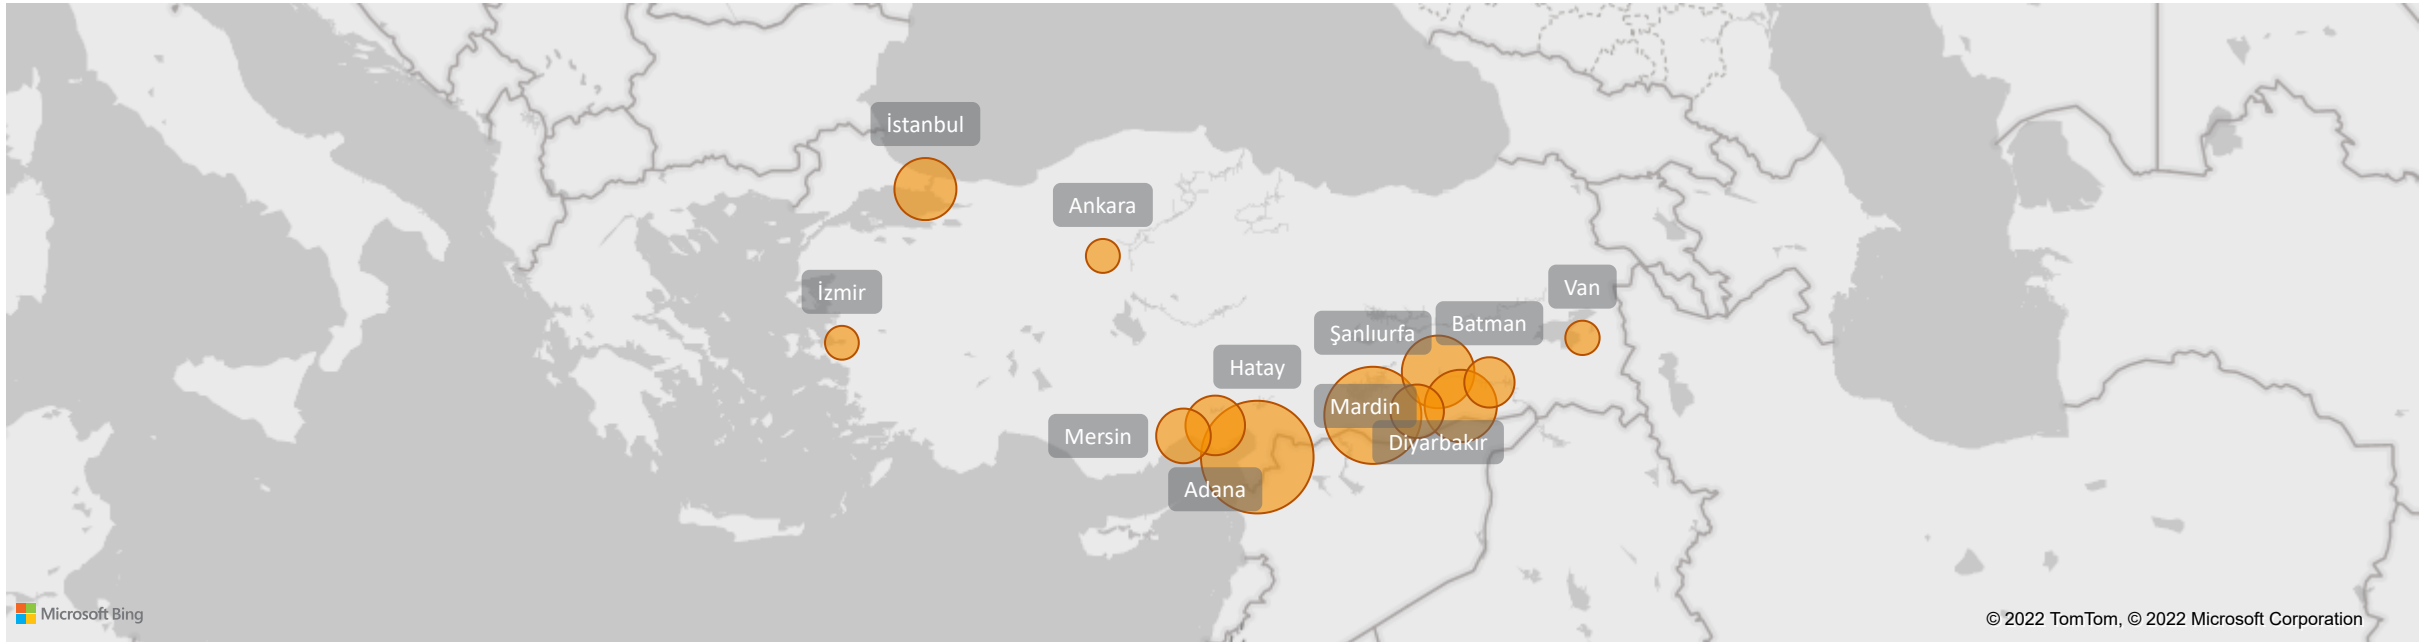 İstanbul
Ankara
İzmir
Van
Batman
Şanlıurfa
Hatay
Mardin
Mersin
Diyarbakır
Adana
Microsoft Bing
© 2022 TomTom, © 2022 Microsoft Corporation